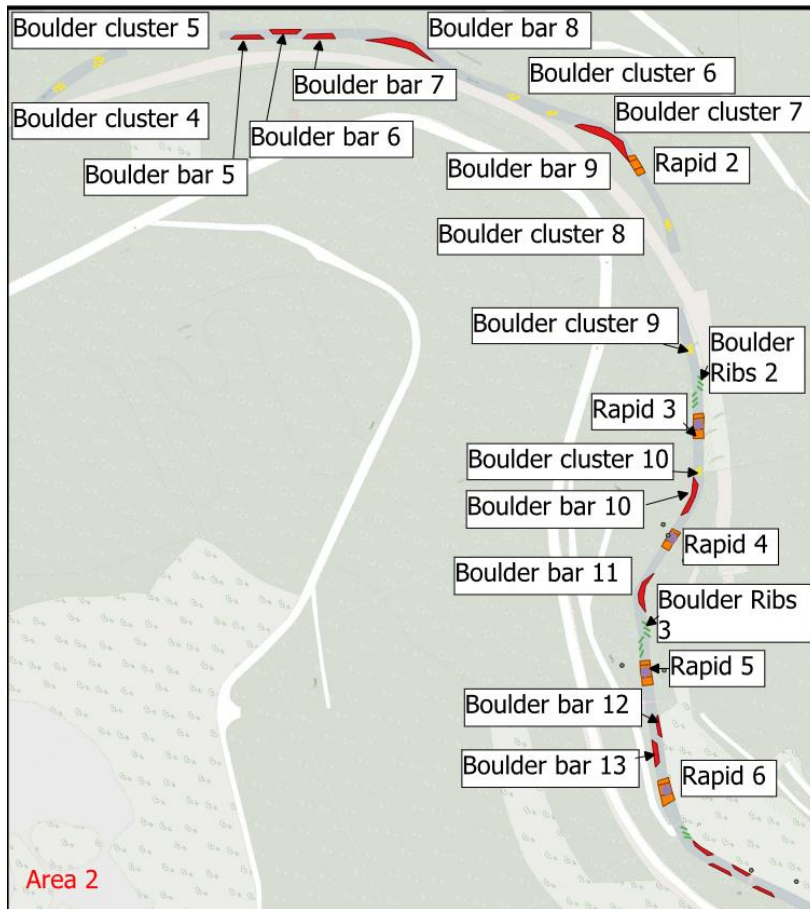 Boulder cluster 5
Boulder bar 8
Boulder cluster 6
Boulder bar 7
Boulder cluster 7
Boulder cluster 4
Boulder bar 6
Boulder bar 5
Boulder bar 9
Rapid 2
Boulder cluster 8
Boulder cluster 9
Boulder
Ribs 2
Rapid 3
Boulder cluster 10
Boulder bar 10
Rapid 4
Boulder bar 11
Boulder Ribs
3
Rapid 5
Boulder bar 12
Boulder bar 13
Rapid 6
Area 2